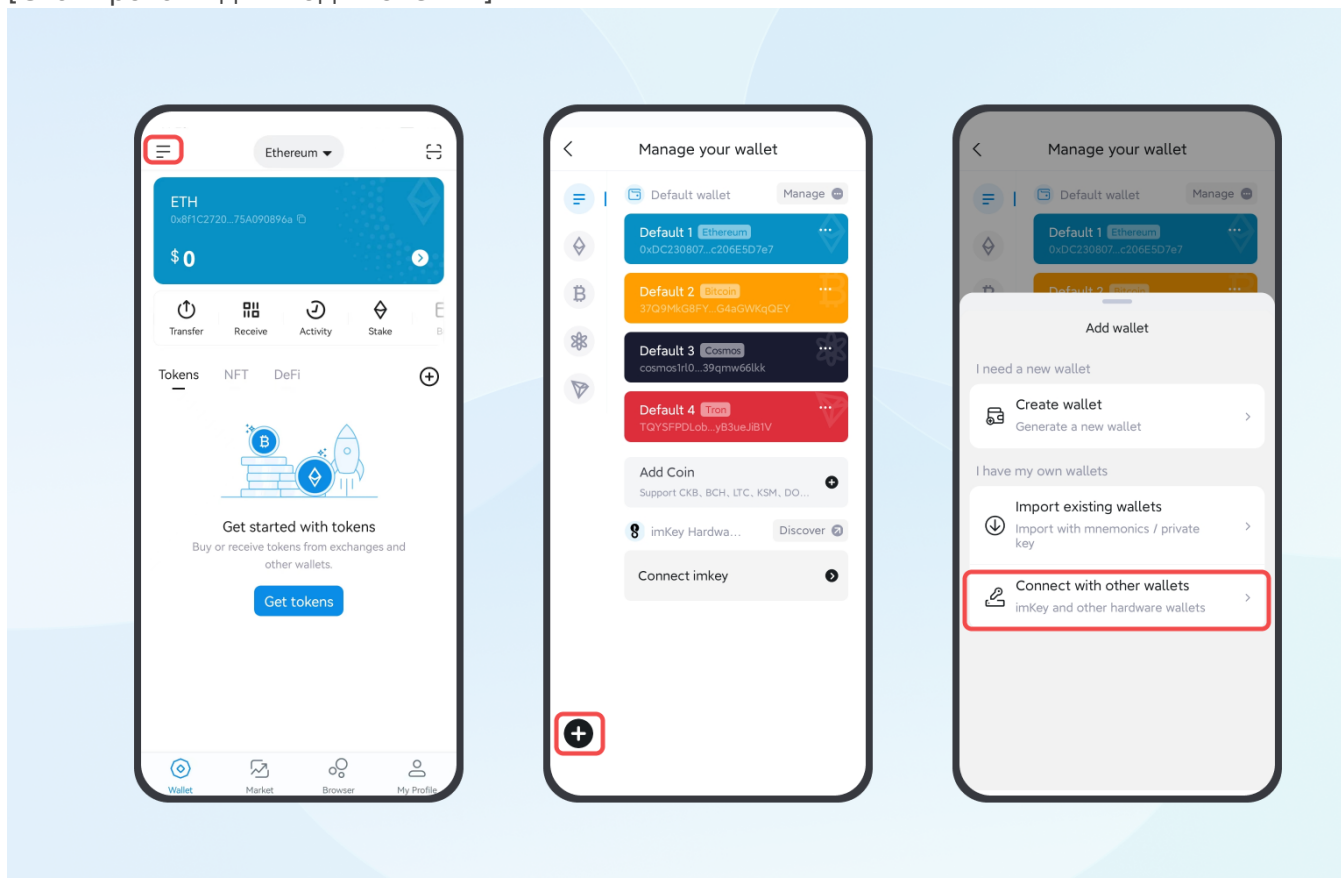 Ethereum
ETH
0x8f1C2720...75A090896a
$ 0
Transfer
Receive
Activity
Stake
Tokens
NFT
DeFi
Get started with tokens
Buy or receive tokens from exchanges and
other wallets.
Get tokens
Wallet
Market
Browser
My Profile
Manage your wallet
Default wallet
Manage
Default 1 Ethereum
0xDC230807...c206E5D7e7
Default 2 Bitcoin
37Q9MkG8FY...G4aGWKqQEY
Default 3 Cosmos
cosmos1rl0...39qmw66lkk
Default 4 Tron
TQYSFPDLob...yB3ueJiB1V
Add Coin
Support CKB、BCH、LTC、KSM、DO...
imKey Hardwa...
Discover
Connect imkey
Manage your wallet
Default wallet
Manage
Default 1 Ethereum
0xDC230807...c206E5D7e7
Default 2 Bitcoin
Add wallet
I need a new wallet
Create wallet
Generate a new wallet
I have my own wallets
Import existing wallets
Import with mnemonics / private
key
Connect with other wallets
imKey and other hardware wallets